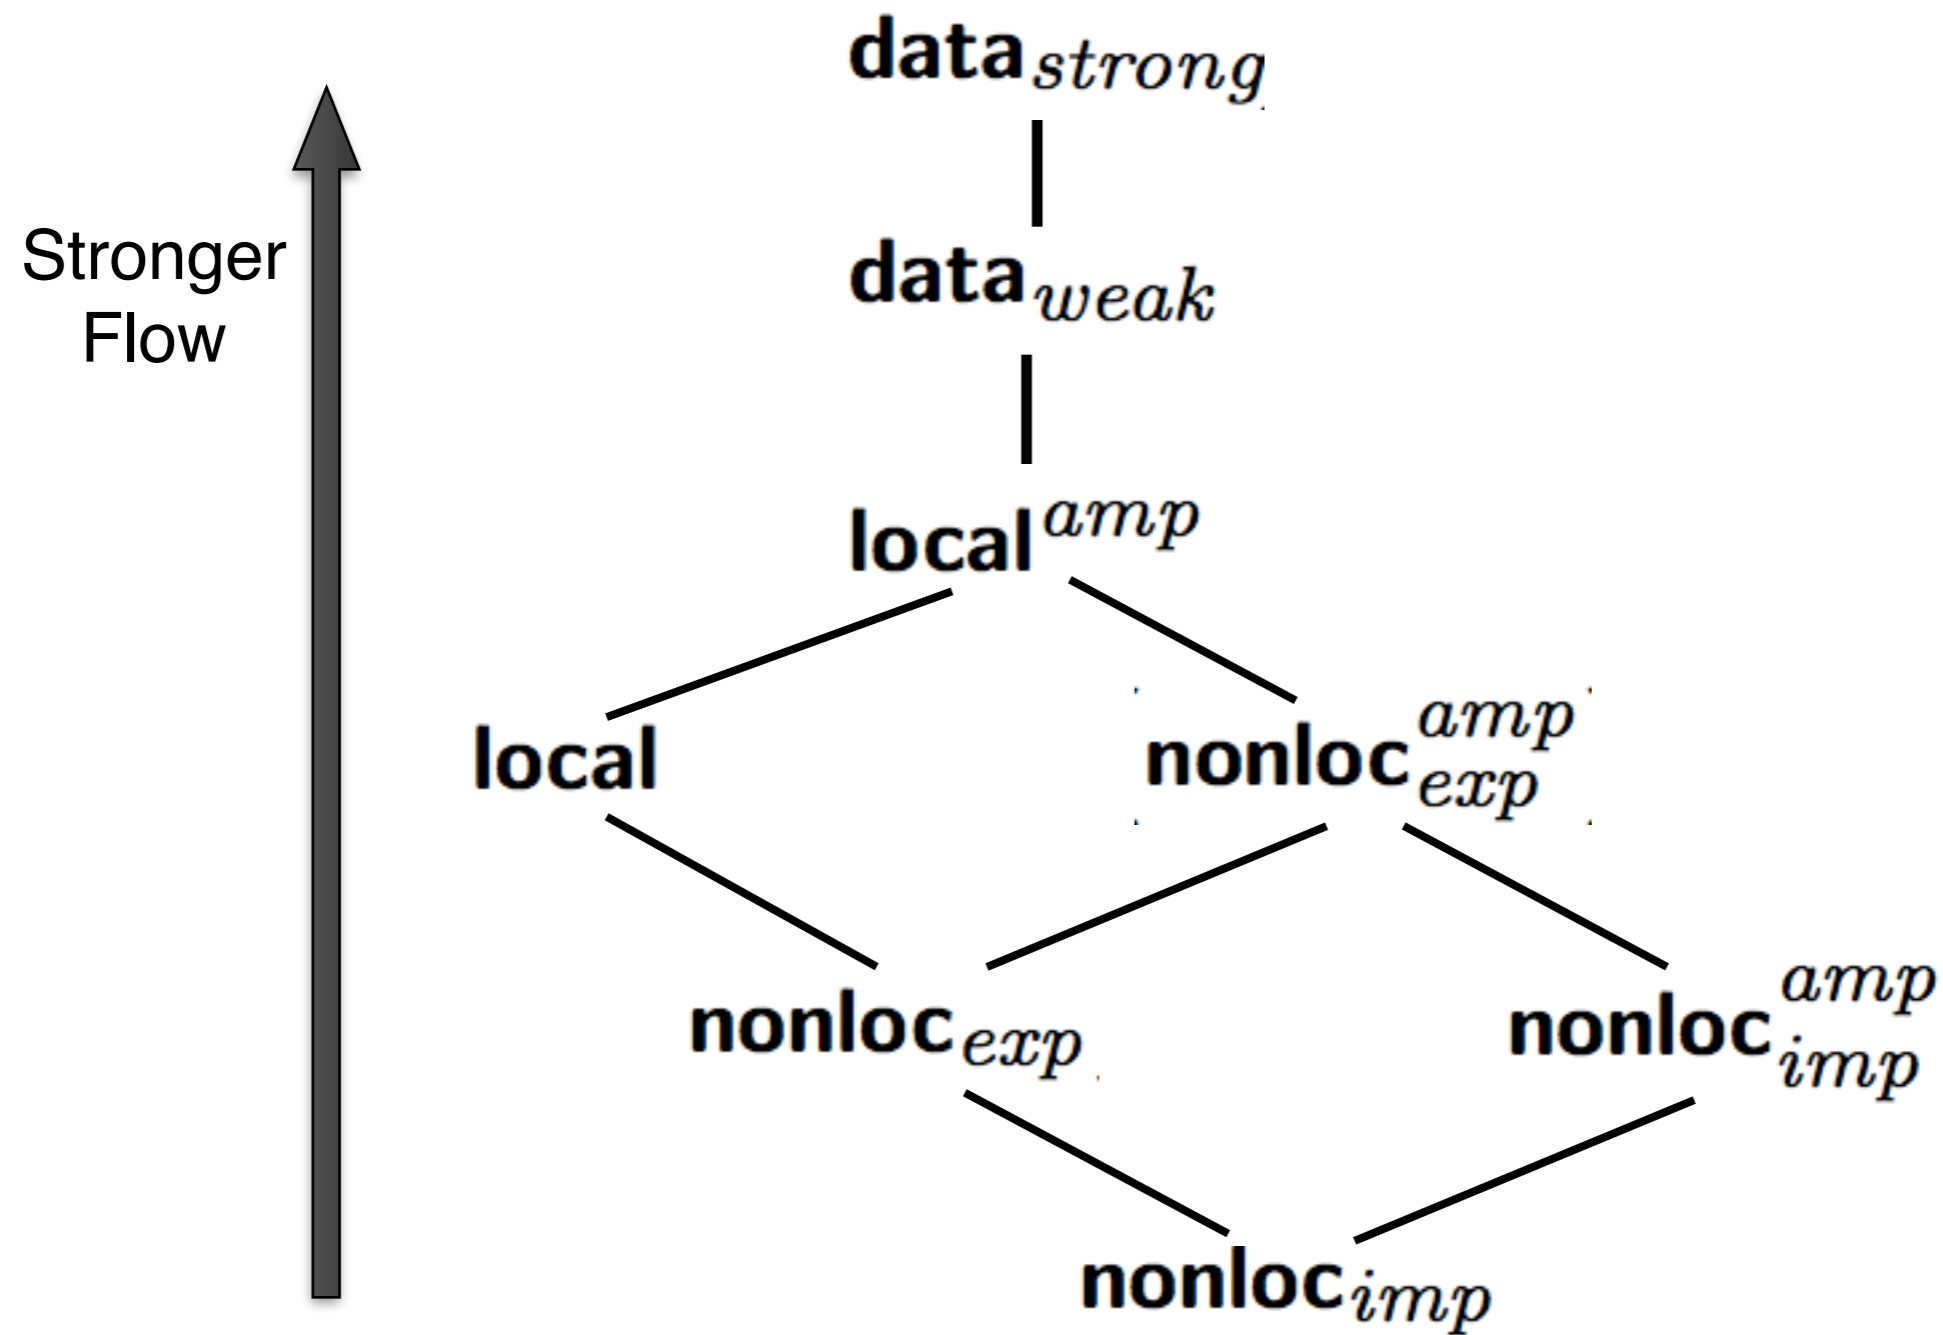 data_strong
Stronger
Flow
data_weak
local^amp
local
nonloc^amp_exp
nonloc_exp
nonloc^amp_imp
nonloc_imp